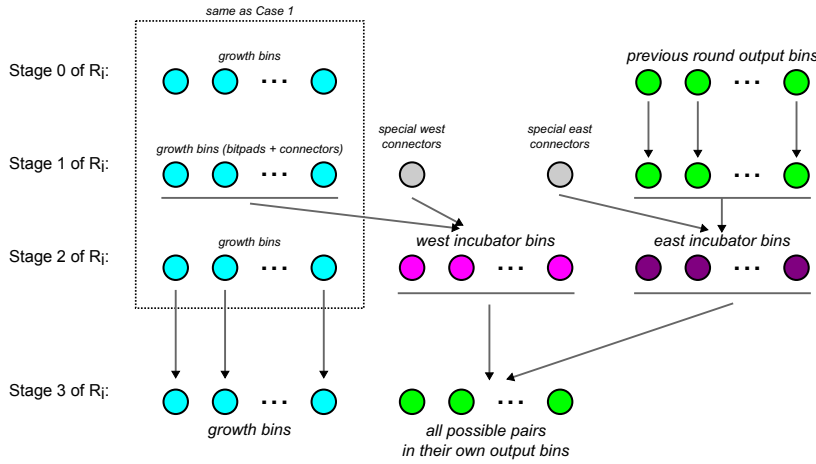 same as Case 1
Stage 0 of Ri:
growth bins
...
previous round output bins
...
Stage 1 of Ri:
growth bins (bitpads + connectors)
...
special west
connectors
special east
connectors
...
Stage 2 of Ri:
growth bins
...
west incubator bins
...
east incubator bins
...
Stage 3 of Ri:
...
growth bins
...
all possible pairs
in their own output bins